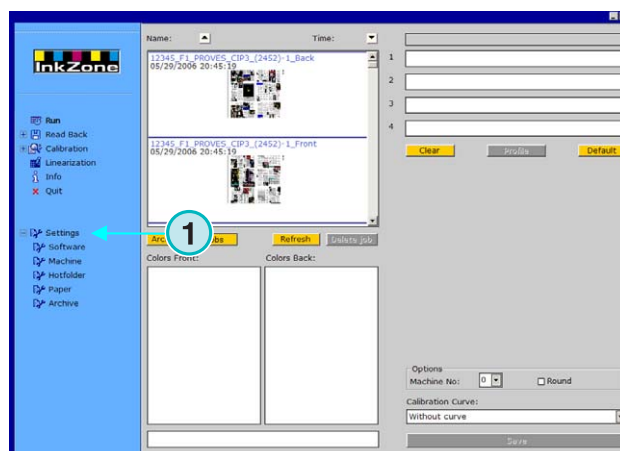 InkZone
Run
Read Back
Calibration
Linearization
Info
Quit
Settings
Software
Machine
Hotfolder
Paper
Archive
Name: Time:
12345_F1_PROVES_CIP3_(2452)-1_Back
05/29/2006 20:45:19
12345_F1_PROVES_CIP3_(2452)-1_Front
05/29/2006 20:45:19
1
Refresh Delete job
Colors Front: Colors Back:
1
2
3
4
Clear Profile Default
Options
Machine No: 0 Round
Calibration Curve:
Without curve
Save